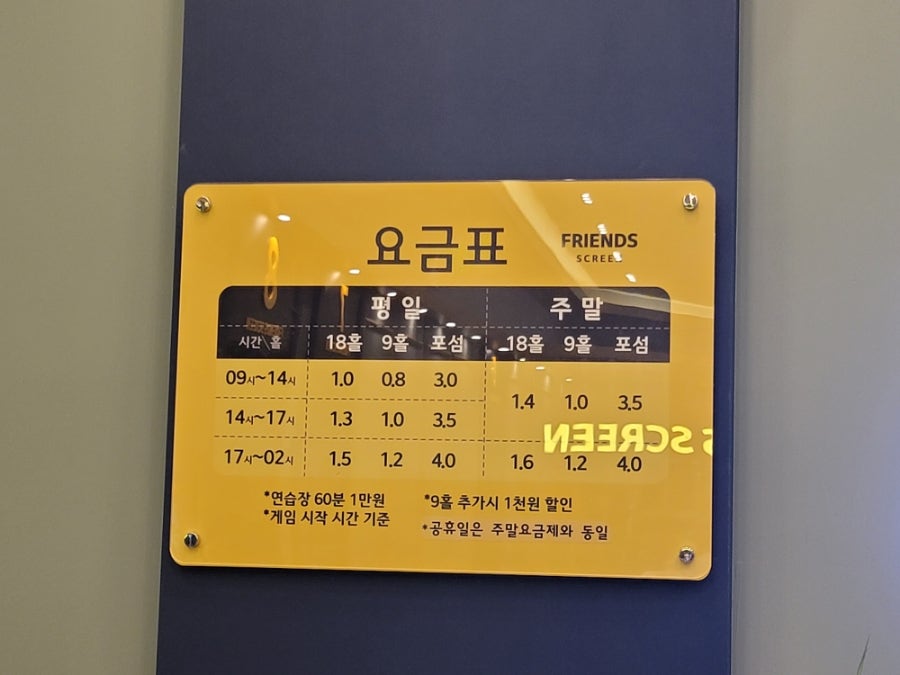 요금표
FRIENDS
SCREEN
평일 주말
시간 홀 18홀 9홀 포섬 18홀 9홀 포섬
09시~14시 1.0 0.8 3.0
1.4 1.0 3.5
14시~17시 1.3 1.0 3.5
17시~02시 1.5 1.2 4.0 1.6 1.2 4.0
*연습장 60분 1만원
*게임 시작 시간 기준
*9홀 추가시 1천원 할인
*공휴일은 주말요금제와 동일
S SCREEN